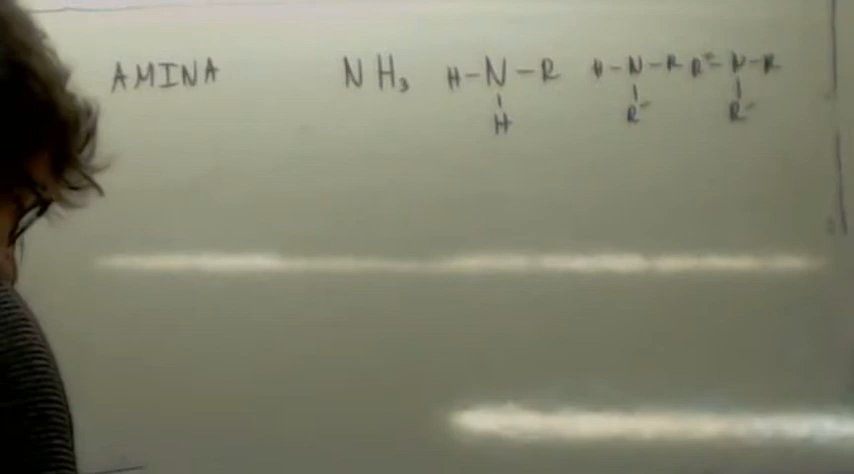 AMINA NH₃ H-N-R H-N-R R"-N-R
H R' R'